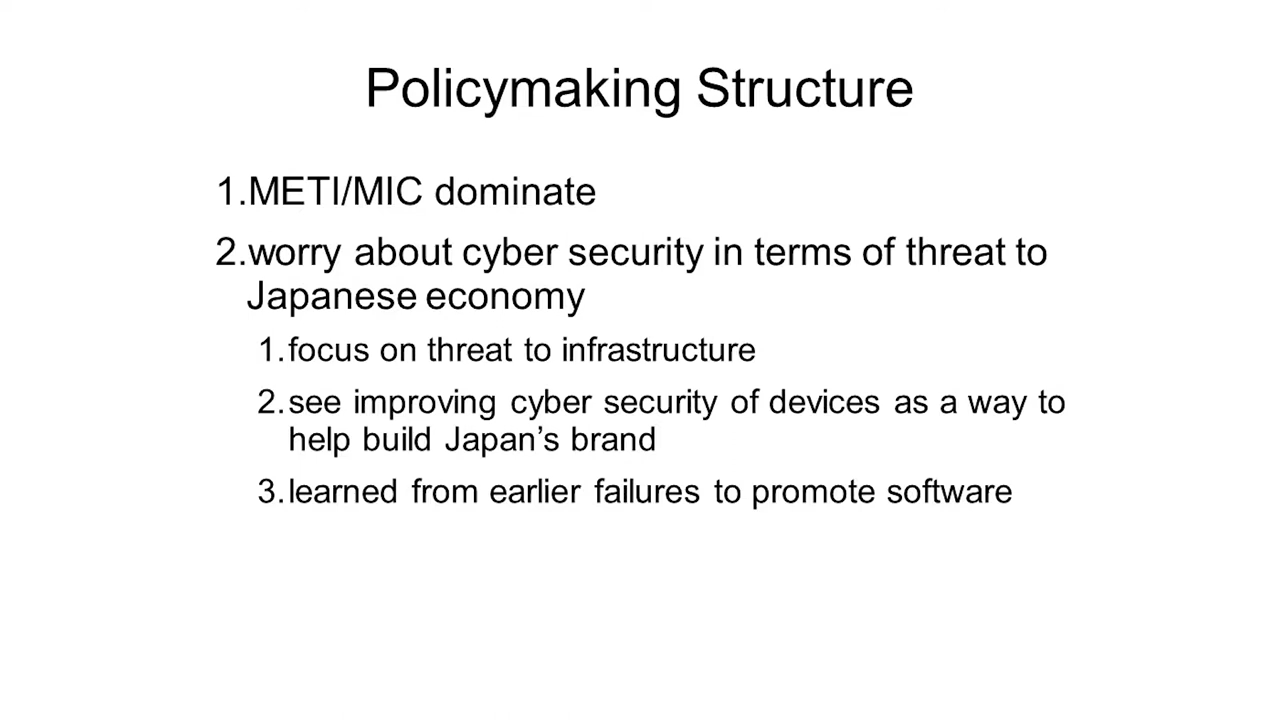 Policymaking Structure
1.METI/MIC dominate
2.worry about cyber security in terms of threat to
Japanese economy
1.focus on threat to infrastructure
2.see improving cyber security of devices as a way to
help build Japan’s brand
3.learned from earlier failures to promote software